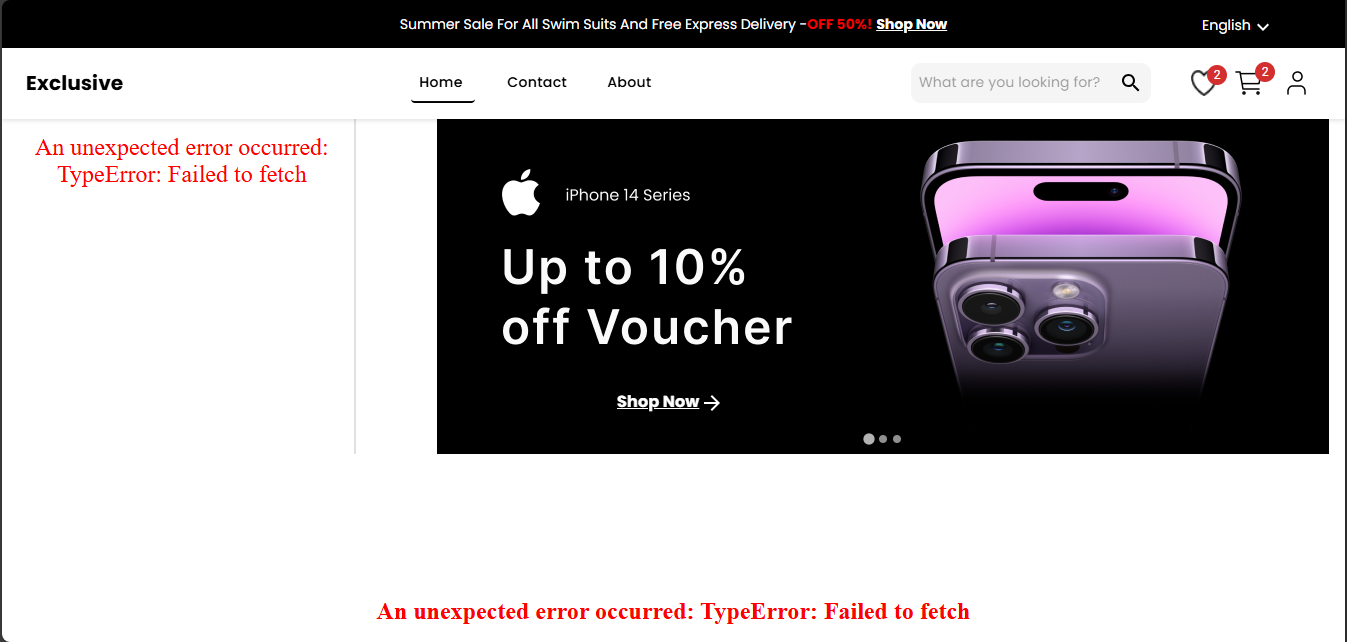 Summer Sale For All Swim Suits And Free Express Delivery -OFF 50%! Shop Now
English
Exclusive
Home
Contact
About
What are you looking for?
2
2
An unexpected error occurred:
TypeError: Failed to fetch
iPhone 14 Series
Up to 10%
off Voucher
Shop Now
An unexpected error occurred: TypeError: Failed to fetch